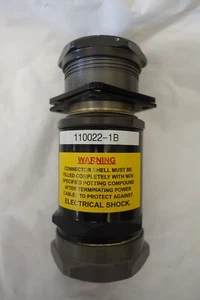 110022-1B
WARNING
CONNECTOR SHELL MUST BE
FILLED COMPLETELY WITH NOV
SPECIFIED POTTING COMPOUND
AFTER TERMINATING POWER
CABLE, TO PROTECT AGAINST
ELECTRICAL SHOCK.